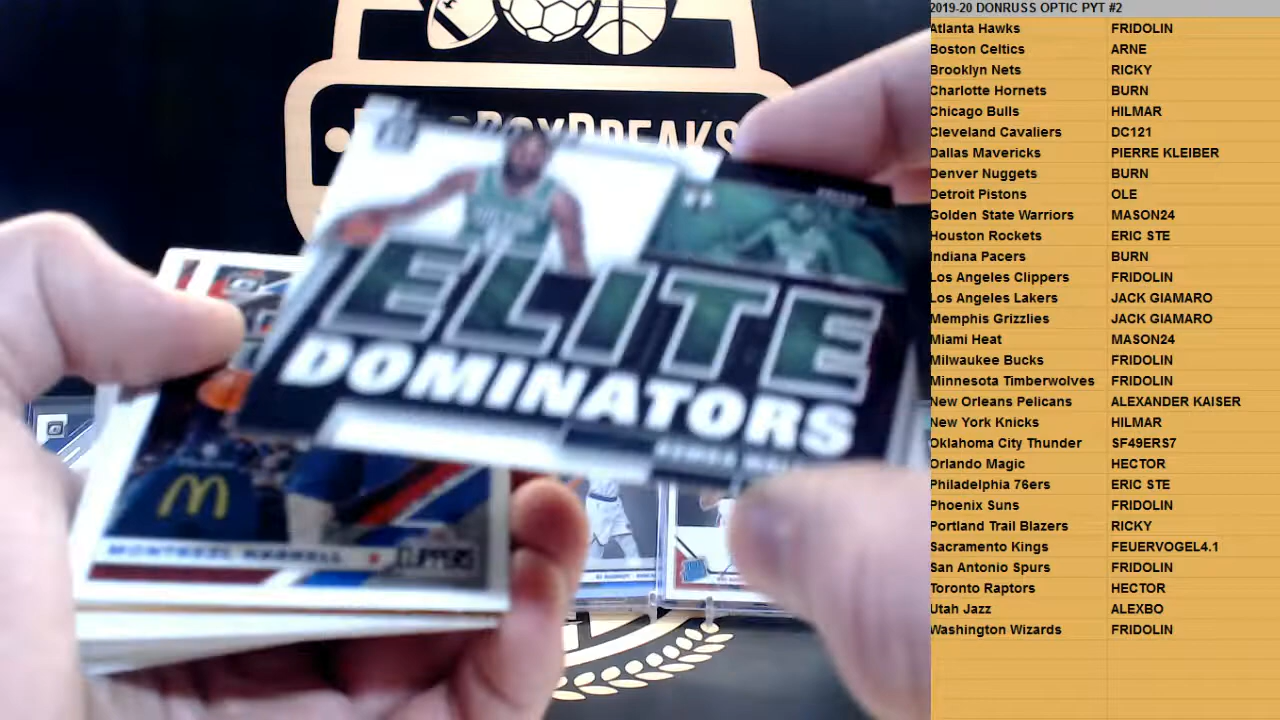 2019-20 DONRUSS OPTIC PYT #2
Atlanta Hawks FRIDOLIN
Boston Celtics ARNE
Brooklyn Nets RICKY
Charlotte Hornets BURN
Chicago Bulls HILMAR
Cleveland Cavaliers DC121
Dallas Mavericks PIERRE KLEIBER
Denver Nuggets BURN
Detroit Pistons OLE
Golden State Warriors MASON24
Houston Rockets ERIC STE
Indiana Pacers BURN
Los Angeles Clippers FRIDOLIN
Los Angeles Lakers JACK GIAMARO
Memphis Grizzlies JACK GIAMARO
Miami Heat MASON24
Milwaukee Bucks FRIDOLIN
Minnesota Timberwolves FRIDOLIN
New Orleans Pelicans ALEXANDER KAISER
New York Knicks HILMAR
Oklahoma City Thunder SF49ERS7
Orlando Magic HECTOR
Philadelphia 76ers ERIC STE
Phoenix Suns FRIDOLIN
Portland Trail Blazers RICKY
Sacramento Kings FEUERVOGEL4.1
San Antonio Spurs FRIDOLIN
Toronto Raptors HECTOR
Utah Jazz ALEXBO
Washington Wizards FRIDOLIN
ELITE
DOMINATORS
M
MONTREZL HARRELL CLIPPERS